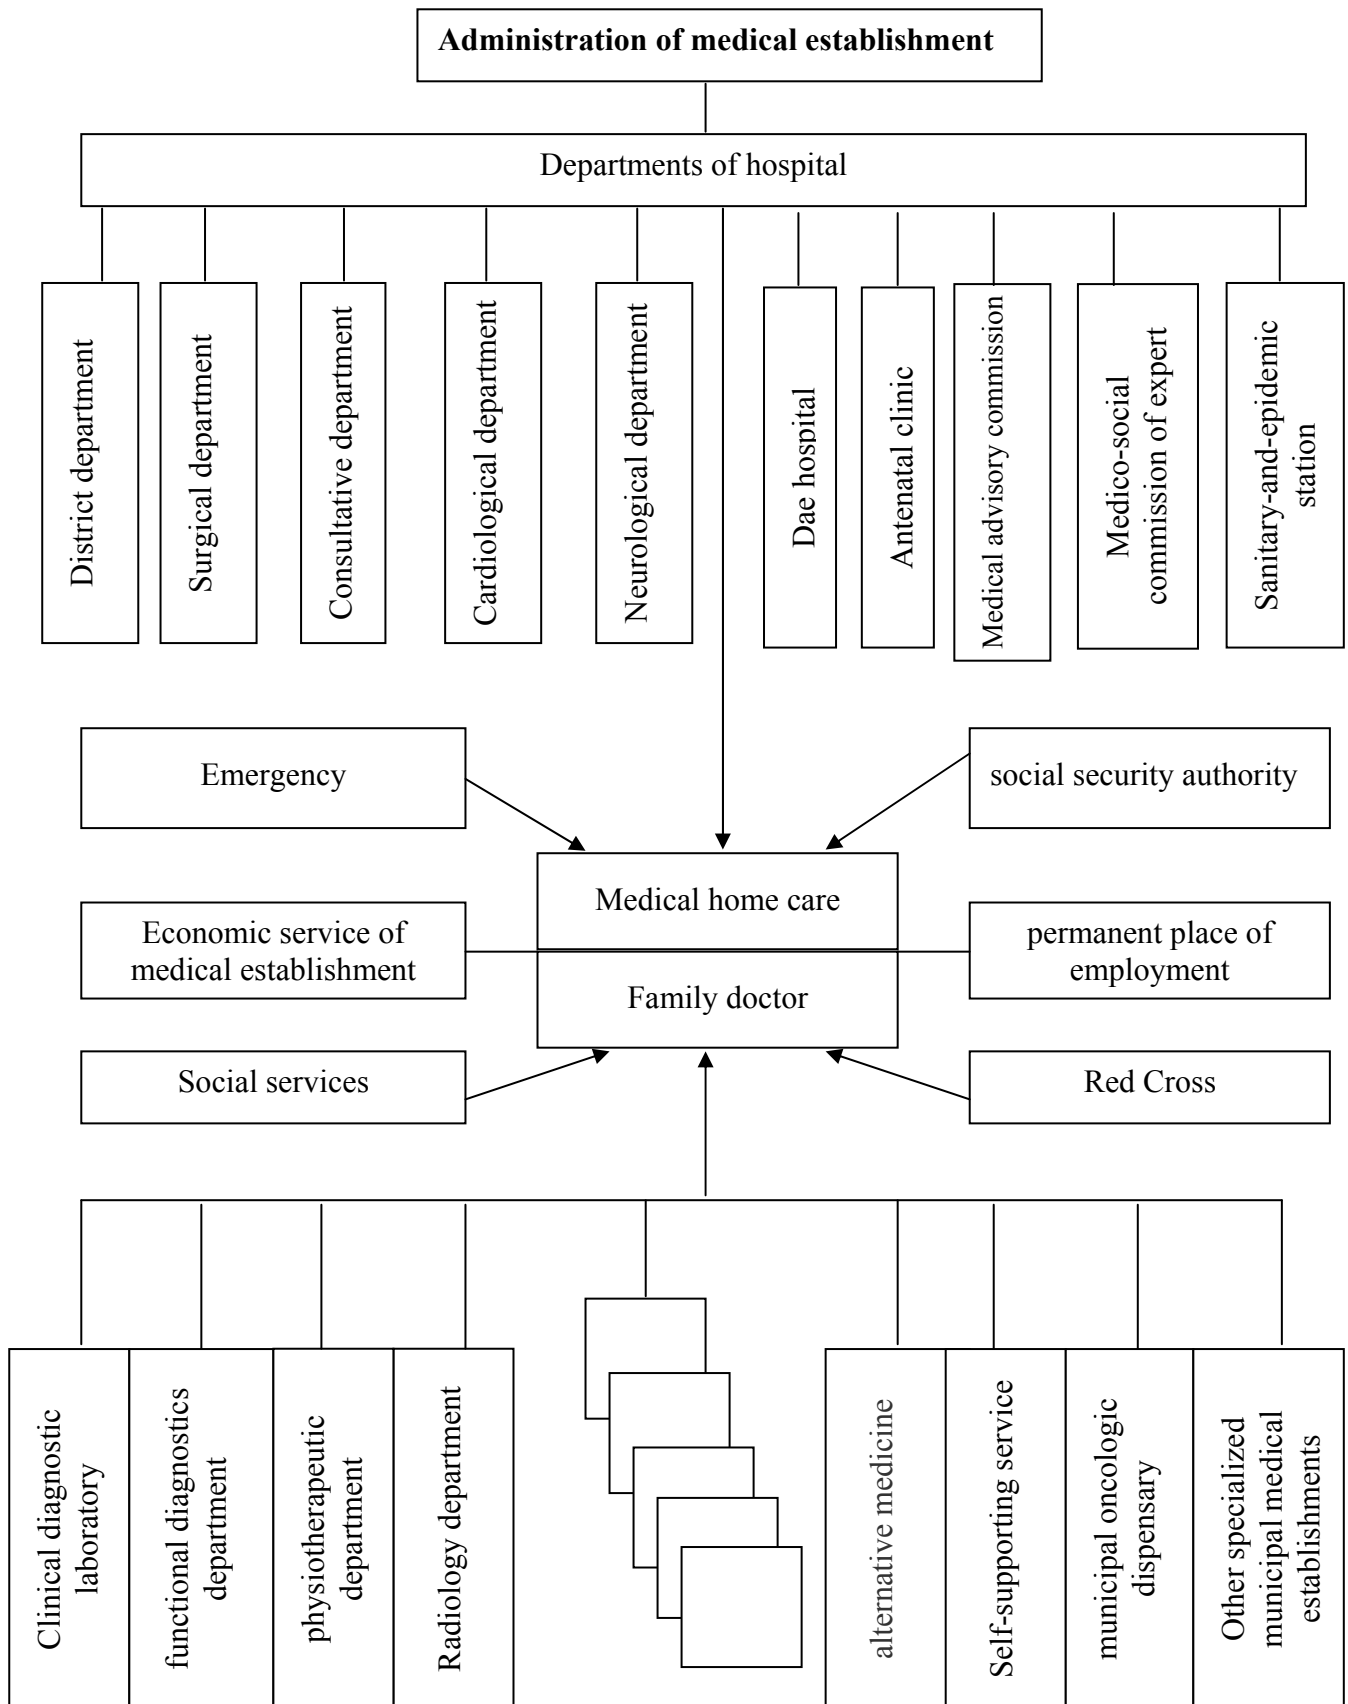 Administration of medical establishment
Departments of hospital
District department
Surgical department
Consultative department
Cardiological department
Neurological department
Dae hospital
Antenatal clinic
Medical advisory commission
Medico-social
commission of expert
Sanitary-and-epidemic
station
Emergency
social security authority
Medical home care
Economic service of
medical establishment
permanent place of
employment
Family doctor
Social services
Red Cross
Clinical diagnostic
laboratory
functional diagnostics
department
physiotherapeutic
department
Radiology department
alternative medicine
Self-supporting service
municipal oncologic
dispensary
Other specialized
municipal medical
establishments